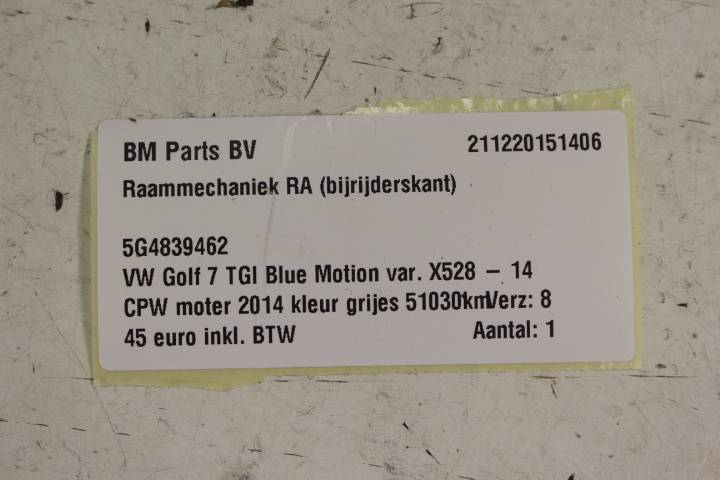 BM Parts BV 211220151406
Raammechaniek RA (bijrijderskant)
5G4839462
VW Golf 7 TGI Blue Motion var. X528 – 14
CPW moter 2014 kleur grijes 51030km Verz: 8
45 euro inkl. BTW Aantal: 1